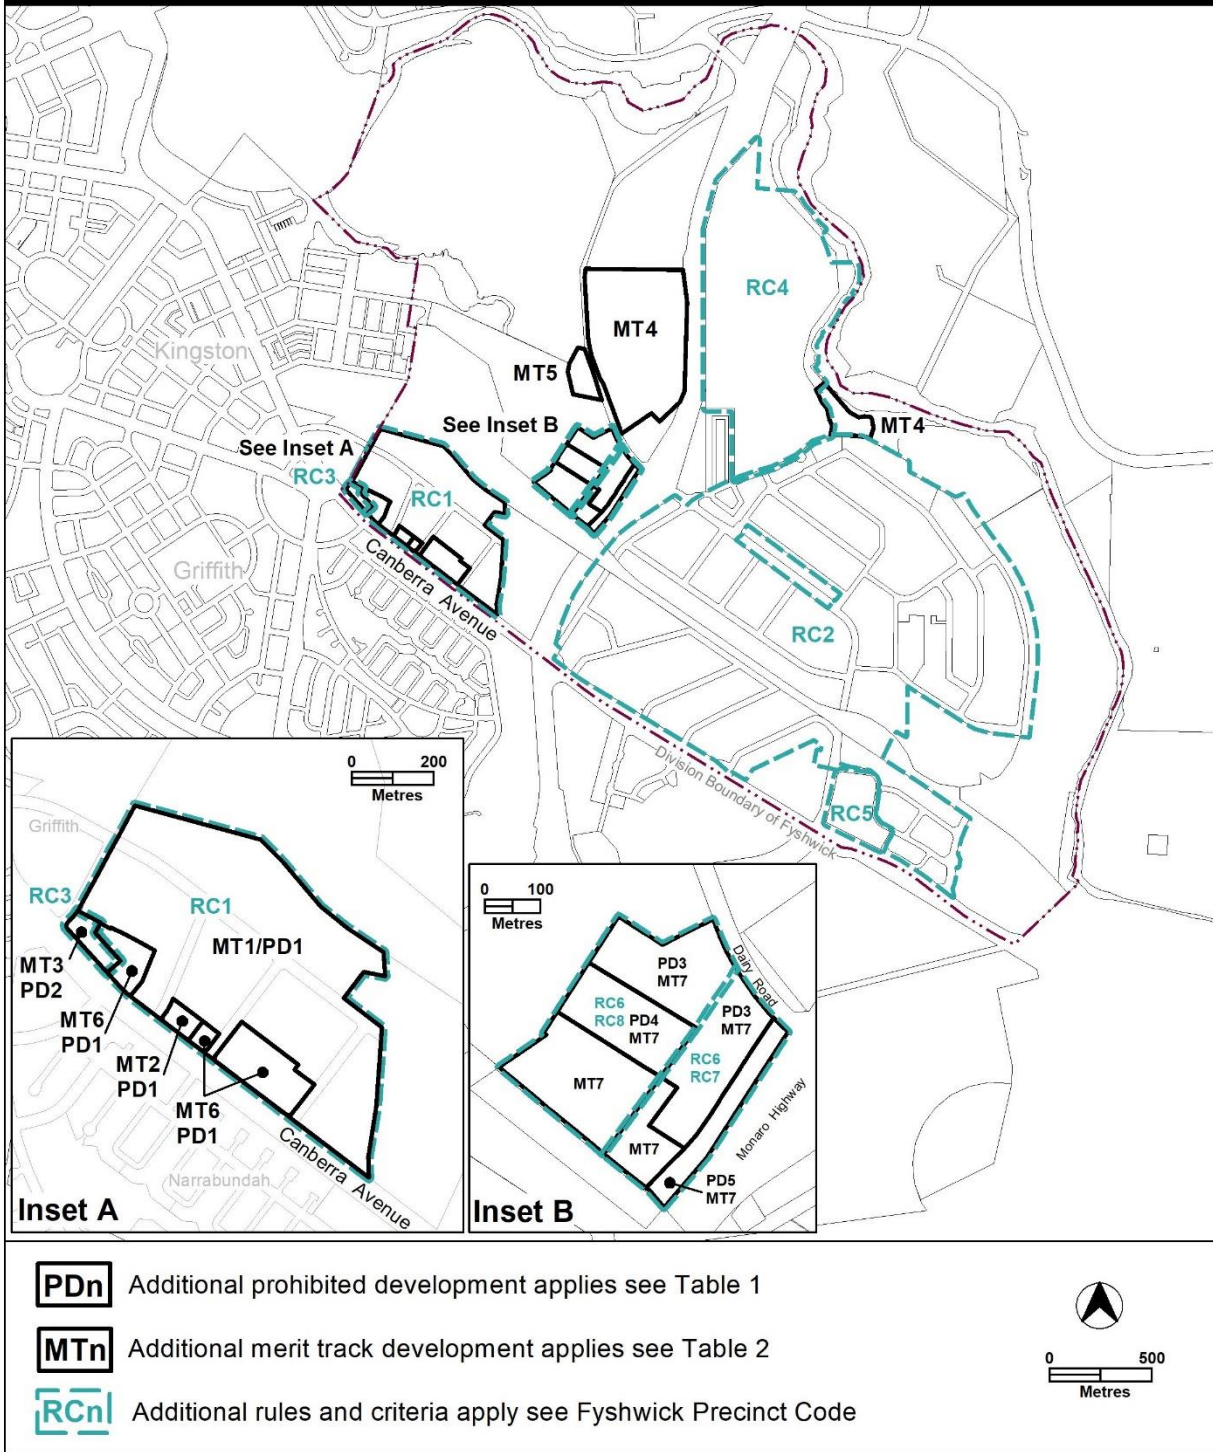 RC4
MT4
Kingston
MT5
See Inset B
MT4
See Inset A
RC3
RC1
Griffith
Canberra Avenue
RC2
Division Boundary of Fyshwick
RC5
0 200
Metres
Griffith
RC3
RC1
MT1/PD1
MT3
PD2
MT6
PD1
MT2
PD1
MT6
PD1
Canberra Avenue
Narrabundah
Inset A
0 100
Metres
Dairy Road
PD3
MT7
PD3
MT7
RC6
RC8
PD4
MT7
RC6
RC7
MT7
MT7
Monaro Highway
PD5
MT7
Inset B
PDn Additional prohibited development applies see Table 1
MTn Additional merit track development applies see Table 2
RCn Additional rules and criteria apply see Fyshwick Precinct Code
0 500
Metres